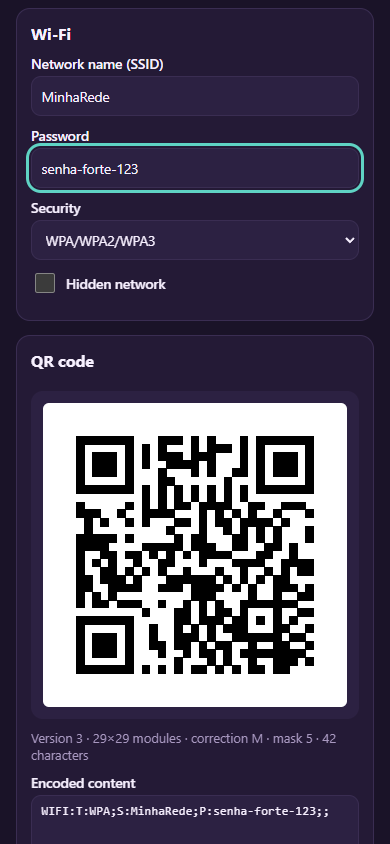 Wi-Fi
Network name (SSID)
MinhaRede
Password
senha-forte-123
Security
WPA/WPA2/WPA3
Hidden network
QR code
Version 3 · 29×29 modules · correction M · mask 5 · 42
characters
Encoded content
WIFI:T:WPA;S:MinhaRede;P:senha-forte-123;;